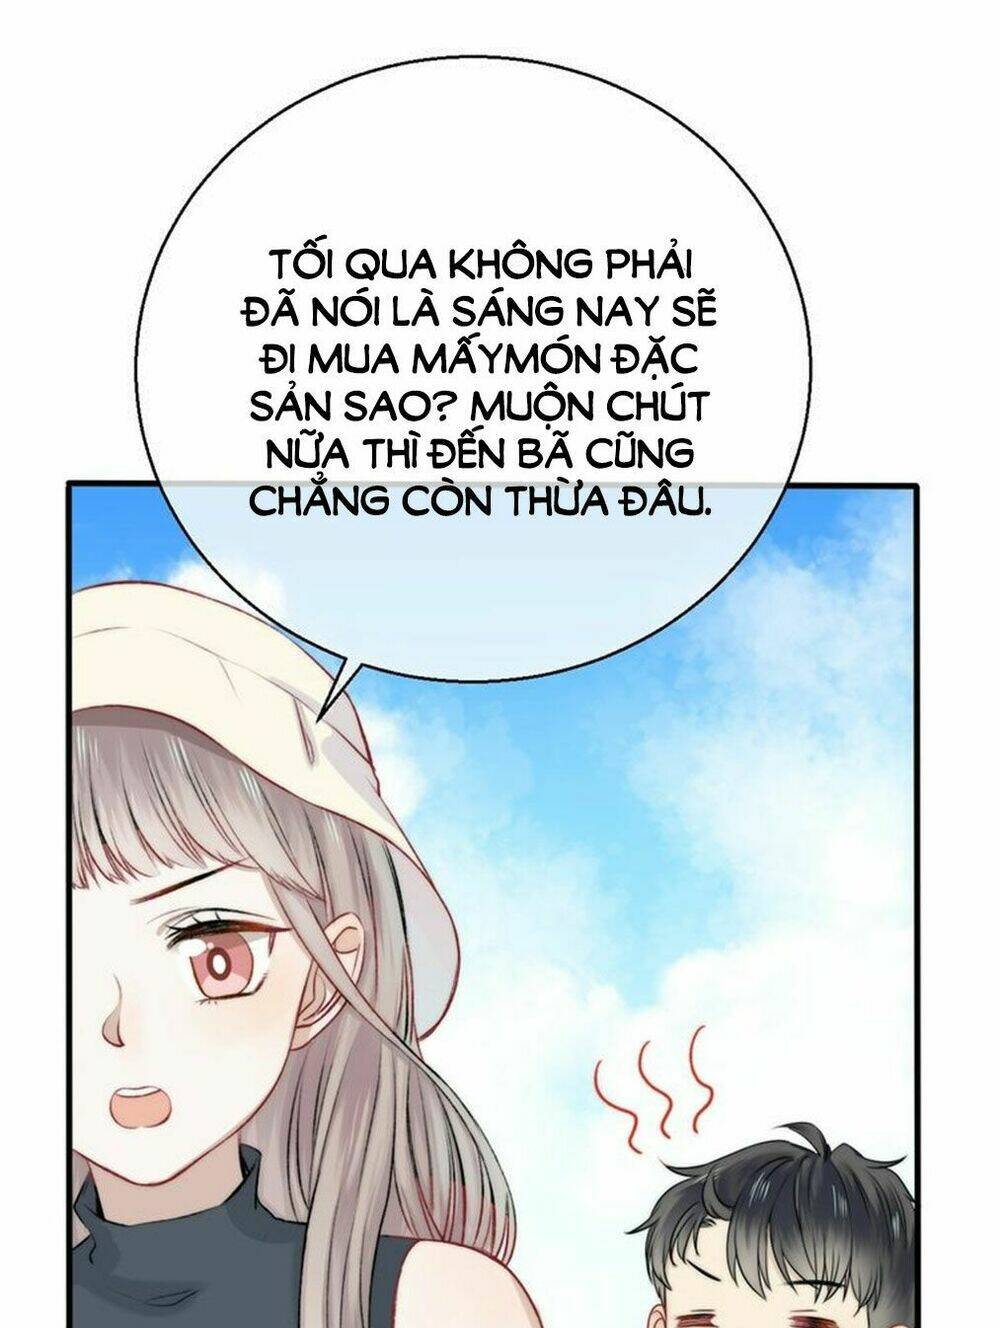 TỐI QUA KHÔNG PHẢI
ĐÃ NÓI LÀ SÁNG NAY SẼ
ĐI MUA MẤYMÓN ĐẶC
SẢN SAO? MUỘN CHÚT
NỮA THÌ ĐẾN BÃ CŨNG
CHẲNG CÒN THỪA ĐÂU.